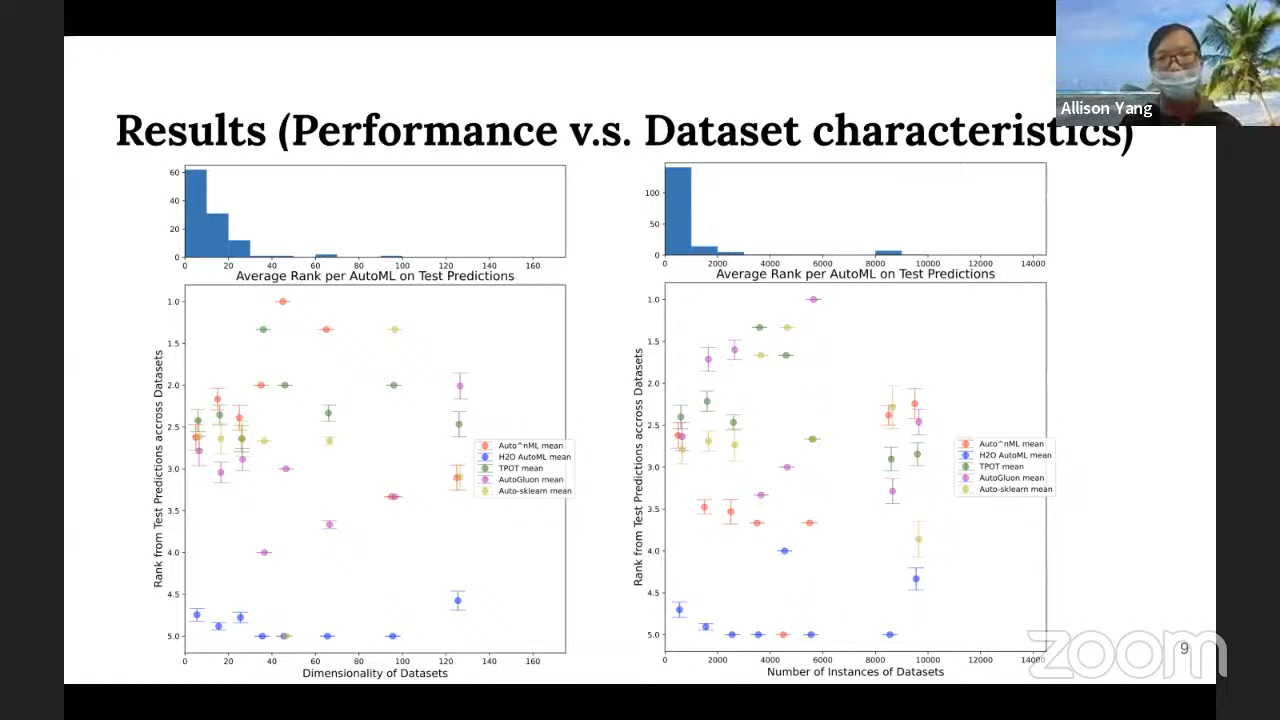 Allison Yang
Results (Performance v.s. Dataset characteristics)
60
40
20
0
0 20 40 60 80 100 120 140 160
Average Rank per AutoML on Test Predictions
100
50
0
0 2000 4000 6000 8000 10000 12000 14000
Average Rank per AutoML on Test Predictions
Rank from Test Predictions accross Datasets
1.0
1.5
2.0
2.5
3.0
3.5
4.0
4.5
5.0
Auto^nML mean
H2O AutoML mean
TPOT mean
AutoGluon mean
Auto-sklearn mean
0 20 40 60 80 100 120 140 160
Dimensionality of Datasets
Rank from Test Predictions accross Datasets
1.0
1.5
2.0
2.5
3.0
3.5
4.0
4.5
5.0
Auto^nML mean
H2O AutoML mean
TPOT mean
AutoGluon mean
Auto-sklearn mean
0 2000 4000 6000 8000 10000 12000 14000
Number of Instances of Datasets
zoom
9